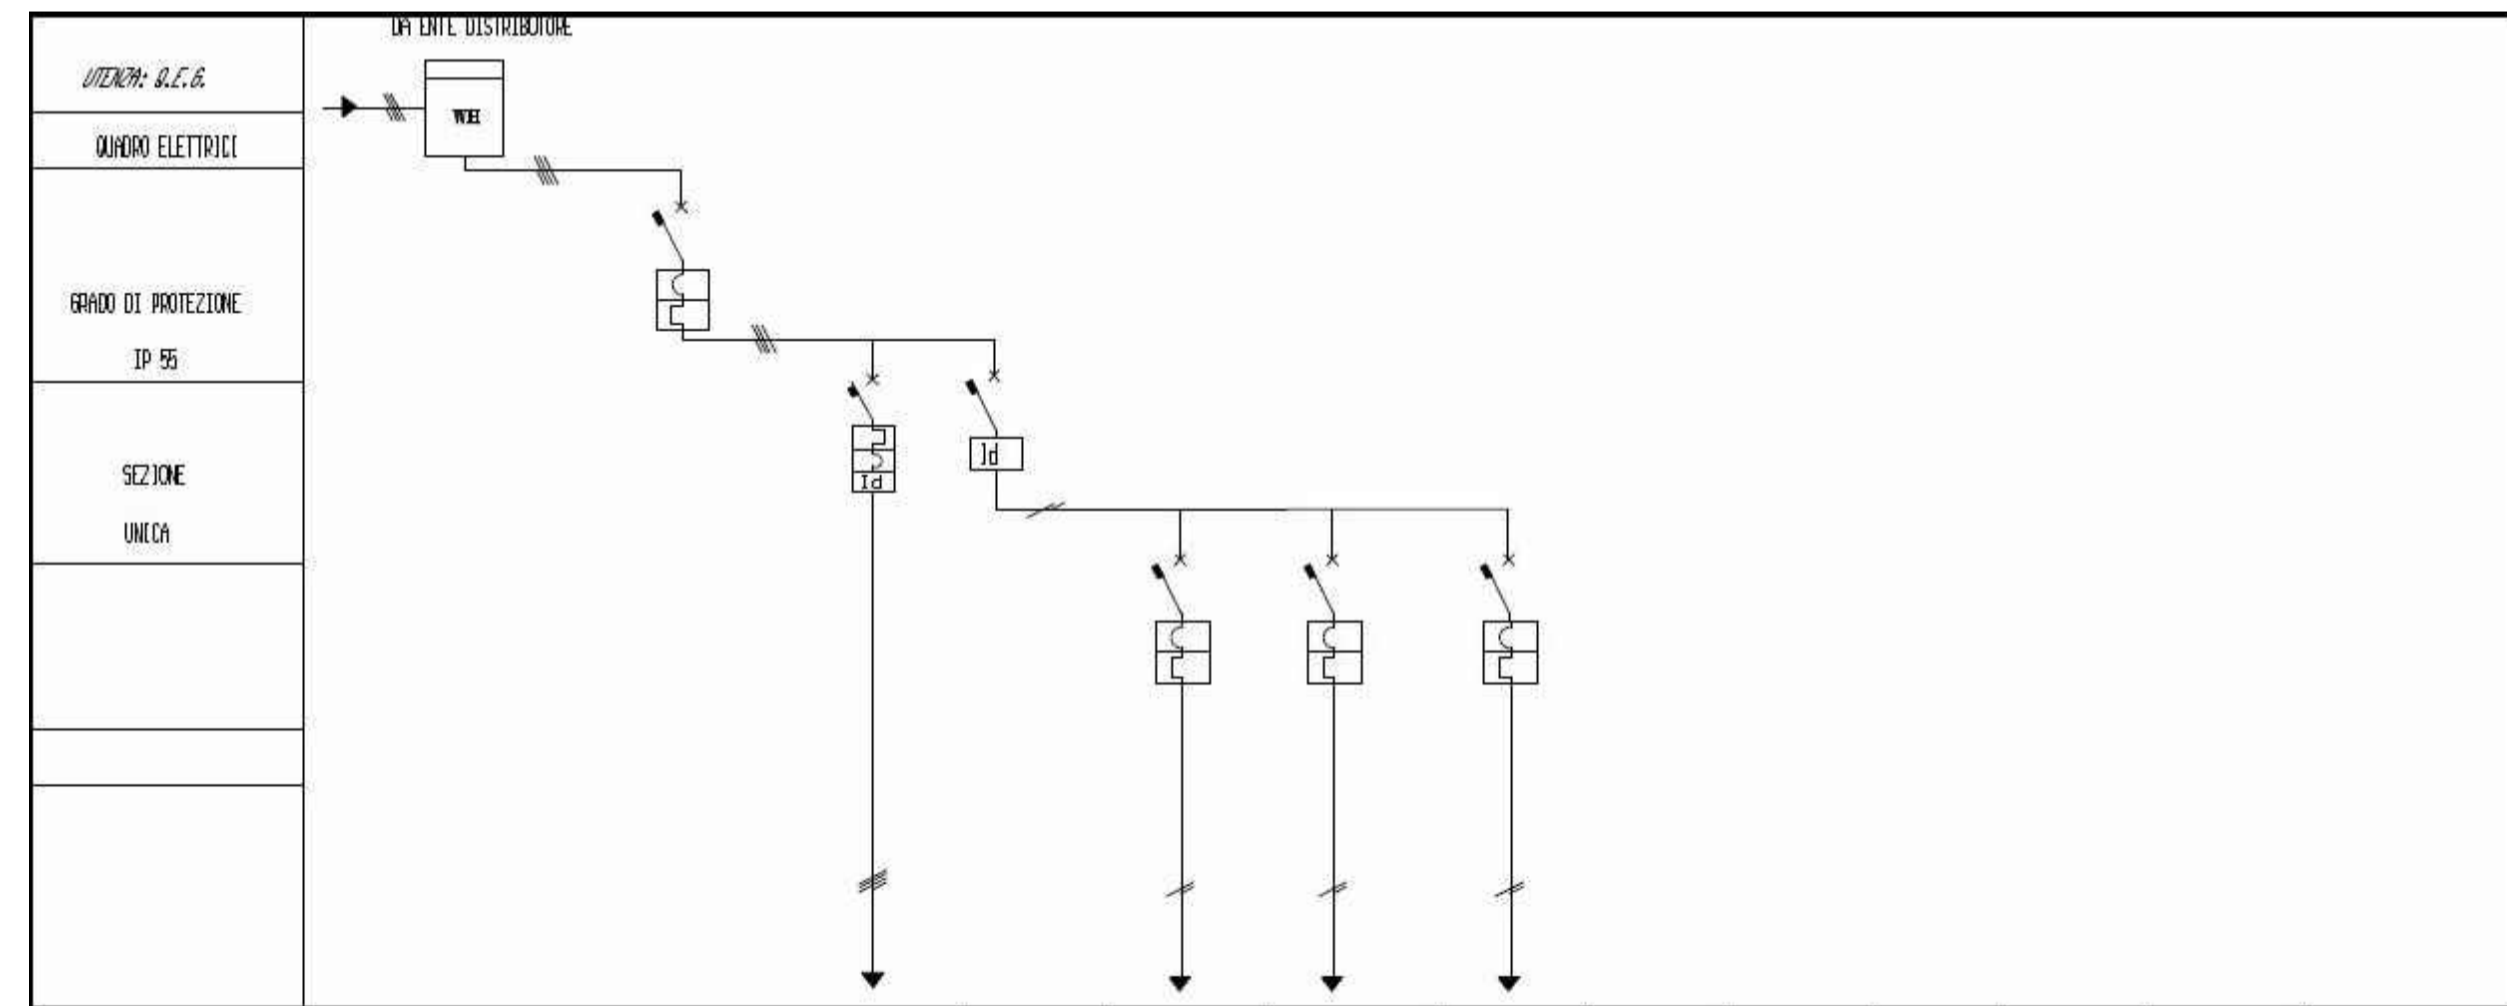 DA ENTE DISTRIBUTORE
UTENZA: Q.E.G.
WH
QUADRO ELETTRICI
GRADO DI PROTEZIONE
IP 55
SEZIONE
UNICA
Id
Id